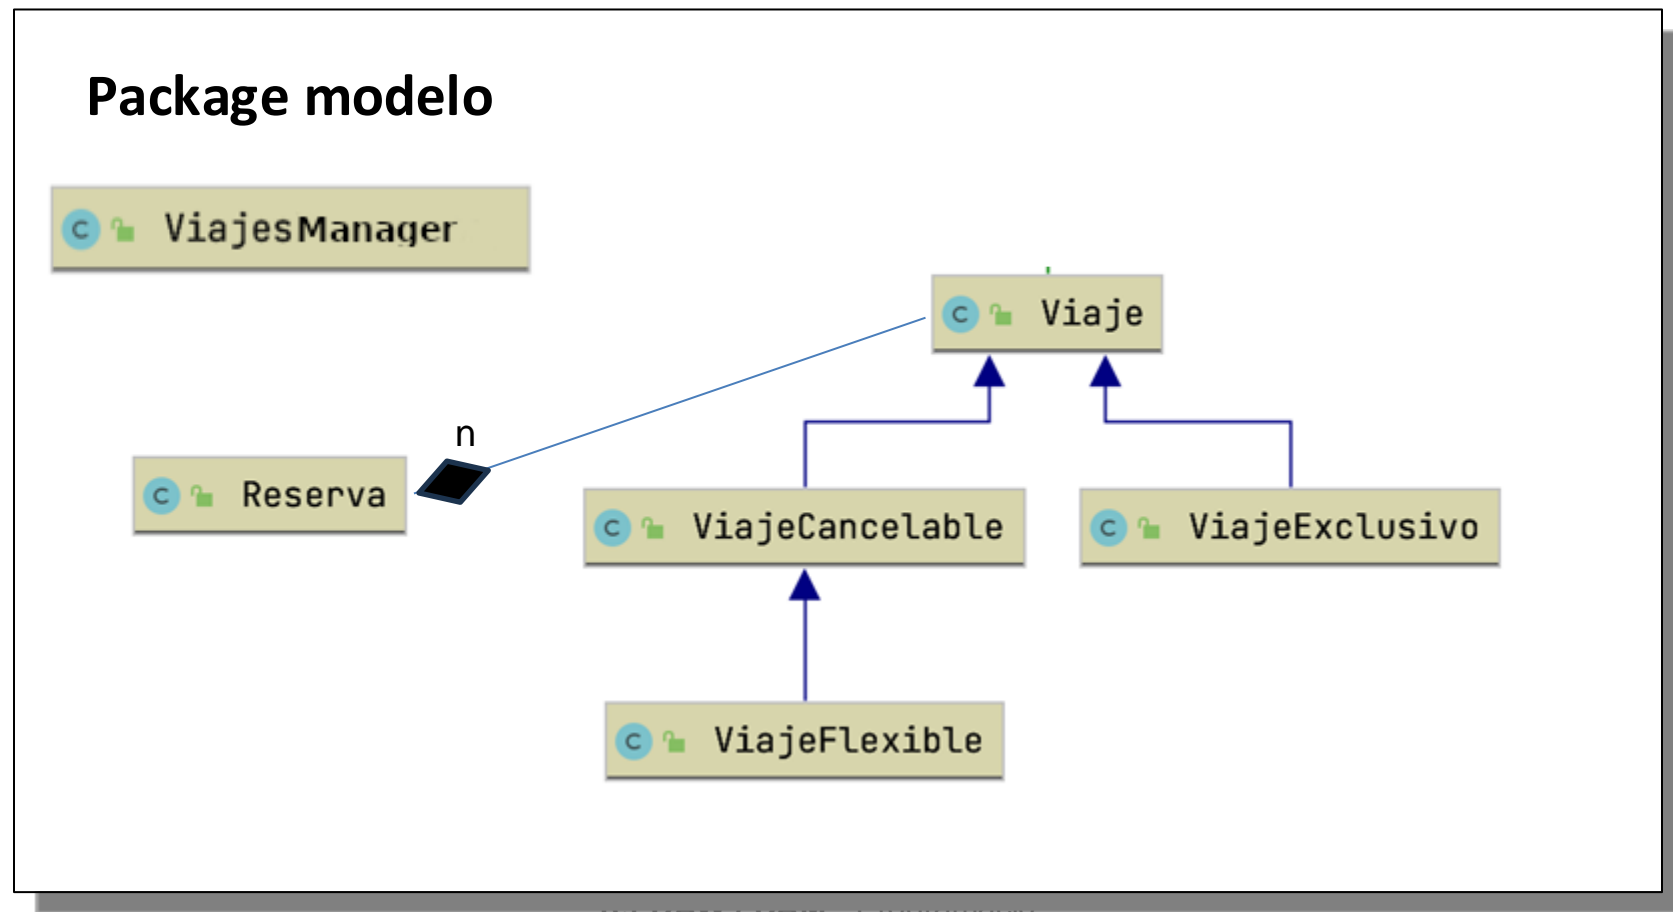 Package modelo
C ViajesManager
C Viaje
n
C Reserva
C ViajeCancelable
C ViajeExclusivo
C ViajeFlexible